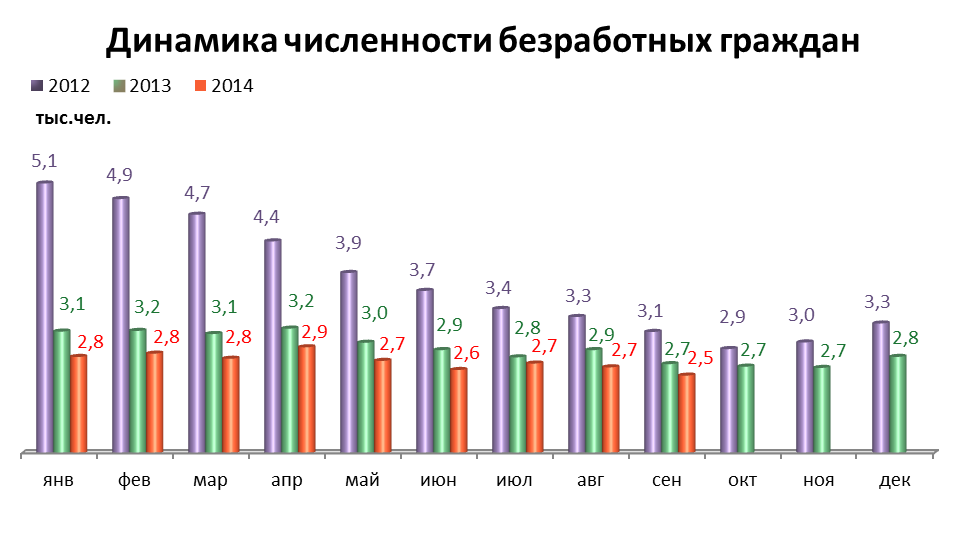 Динамика численности безработных граждан
2012 2013 2014
тыс.чел.
5,1 4,9 4,7 4,4 3,9 3,7 3,4 3,3 3,1 2,9 3,0 3,3
3,1 3,2 3,1 3,2 3,0 2,9 2,8 2,9 2,7 2,7 2,7 2,8
2,8 2,8 2,8 2,9 2,7 2,6 2,7 2,7 2,5
янв фев мар апр май июн июл авг сен окт ноя дек